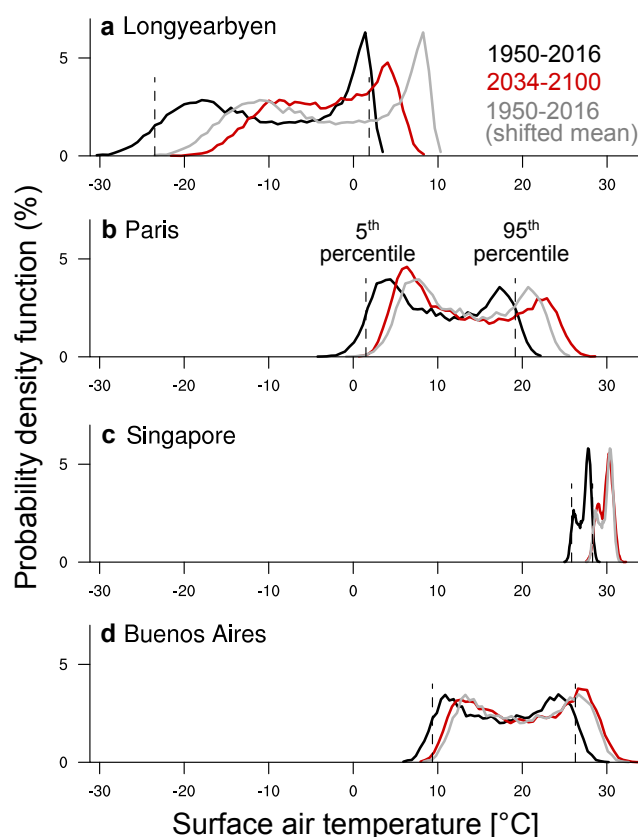 a Longyearbyen
1950-2016
2034-2100
1950-2016
(shifted mean)
5
0
-30 -20 -10 0 10 20 30
b Paris
5th
percentile
95th
percentile
5
0
-30 -20 -10 0 10 20 30
c Singapore
5
0
-30 -20 -10 0 10 20 30
d Buenos Aires
5
0
-30 -20 -10 0 10 20 30
Probability density function (%)
Surface air temperature [°C]